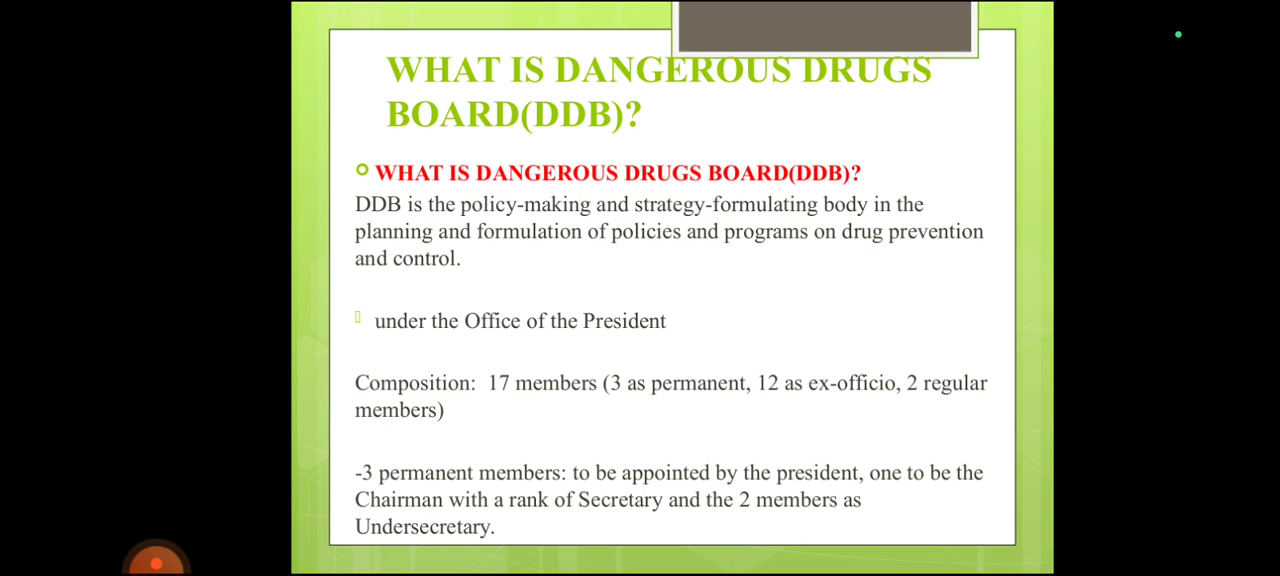 WHAT IS DANGEROUS DRUGS
BOARD(DDB)?
WHAT IS DANGEROUS DRUGS BOARD(DDB)?
DDB is the policy-making and strategy-formulating body in the
planning and formulation of policies and programs on drug prevention
and control.
under the Office of the President
Composition:  17 members (3 as permanent, 12 as ex-officio, 2 regular
members)
-3 permanent members: to be appointed by the president, one to be the
Chairman with a rank of Secretary and the 2 members as
Undersecretary.